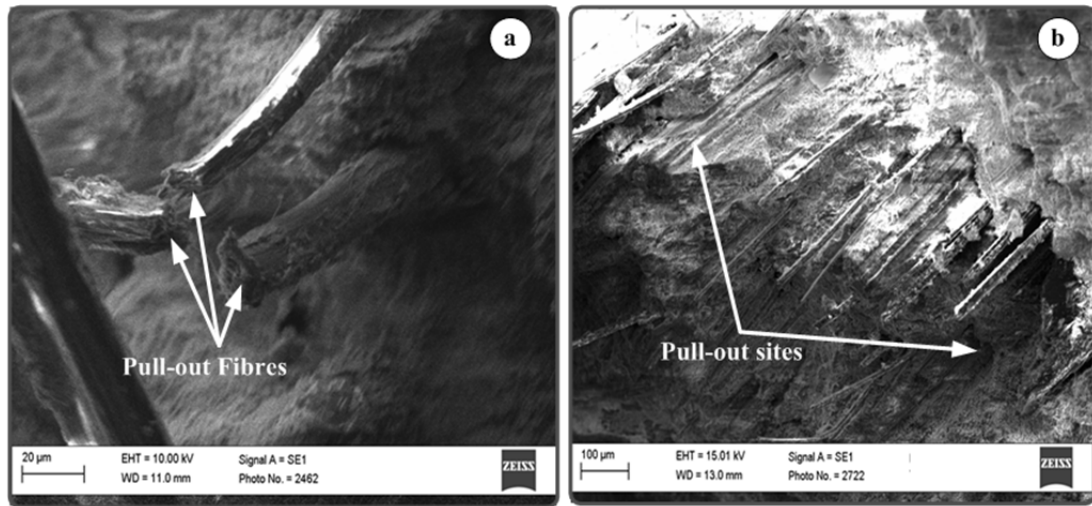 a
Pull-out Fibres
20 µm
EHT = 10.00 kV
WD = 11.0 mm
Signal A = SE1
Photo No. = 2462
ZEISS
b
Pull-out sites
100 µm
EHT = 15.01 kV
WD = 13.0 mm
Signal A = SE1
Photo No. = 2722
ZEISS